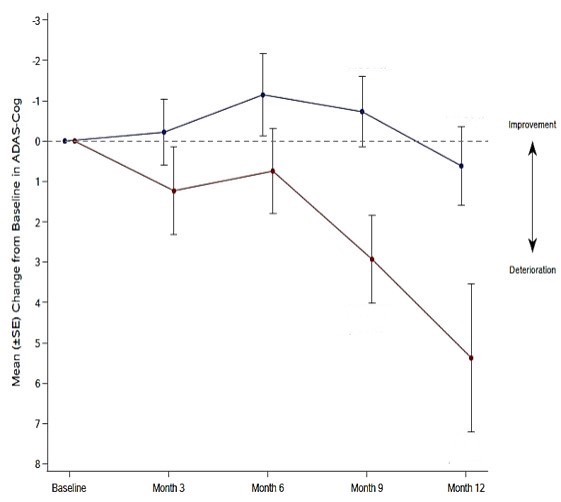 Mean (±SE) Change from Baseline in ADAS-Cog
-3
-2
-1
0
1
2
3
4
5
6
7
8
Baseline
Month 3
Month 6
Month 9
Month 12
Improvement
Deterioration